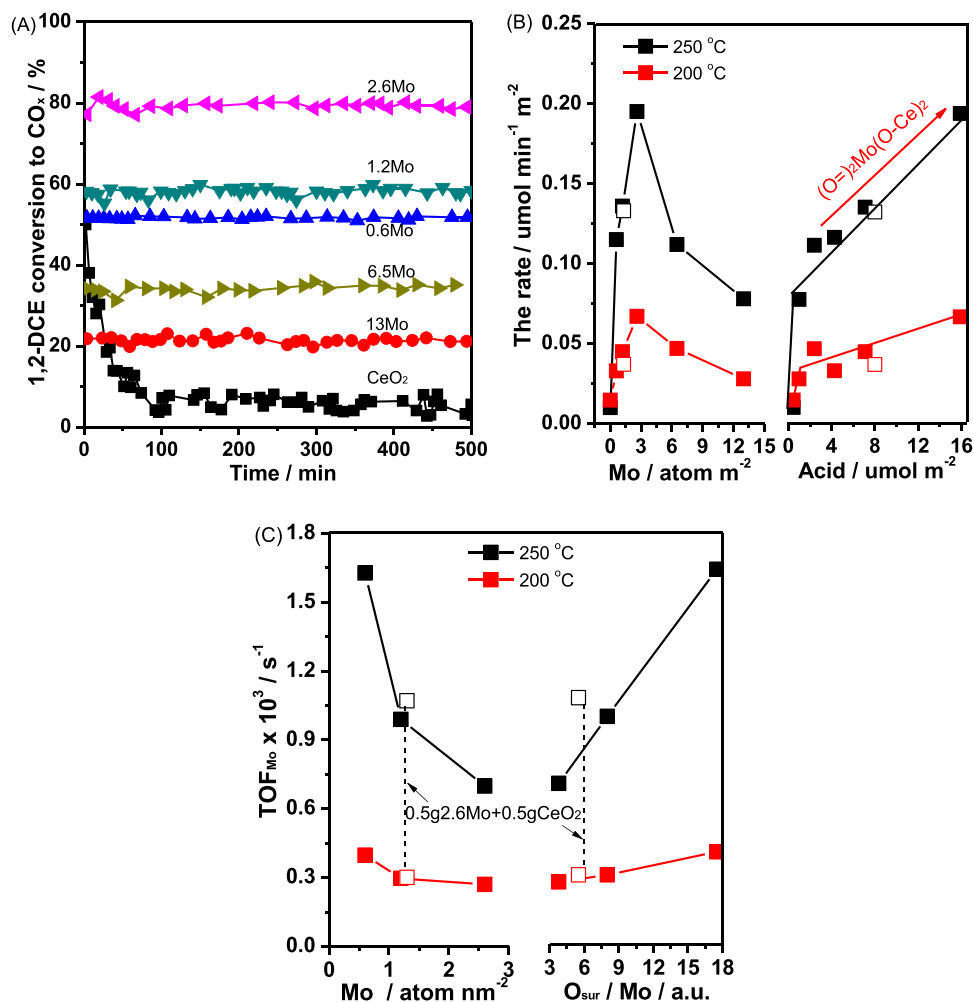 (A)
1,2-DCE conversion to COx / %
100
80
60
40
20
0
2.6Mo
1.2Mo
0.6Mo
6.5Mo
13Mo
CeO2
0 100 200 300 400 500
Time / min
(B)
The rate / umol min-1 m-2
0.25
0.20
0.15
0.10
0.05
0.00
250 °C
200 °C
(O=)2Mo(O-Ce)2
0 3 6 9 12 15
Mo / atom m-2
0 4 8 12 16
Acid / umol m-2
(C)
TOFMo x 10³ / s-1
1.8
1.5
1.2
0.9
0.6
0.3
0.0
250 °C
200 °C
0.5g2.6Mo+0.5gCeO2
0 1 2 3
Mo / atom nm-2
3 6 9 12 15 18
Osur / Mo / a.u.